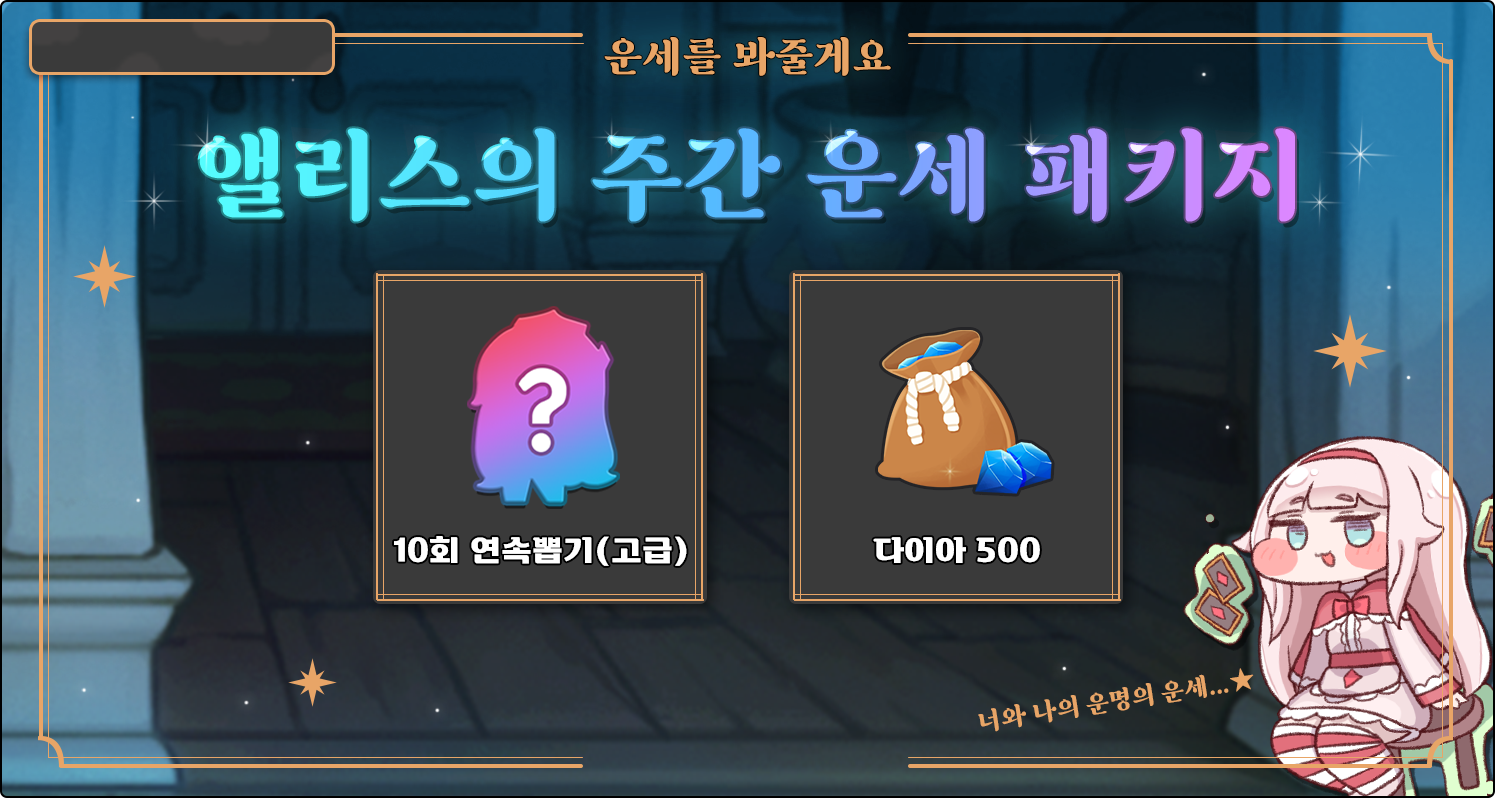 운세를 봐줄게요
앨리스의 주간 운세 패키지
?
10회 연속뽑기(고급)
다이아 500
너와 나의 운명의 운세...★